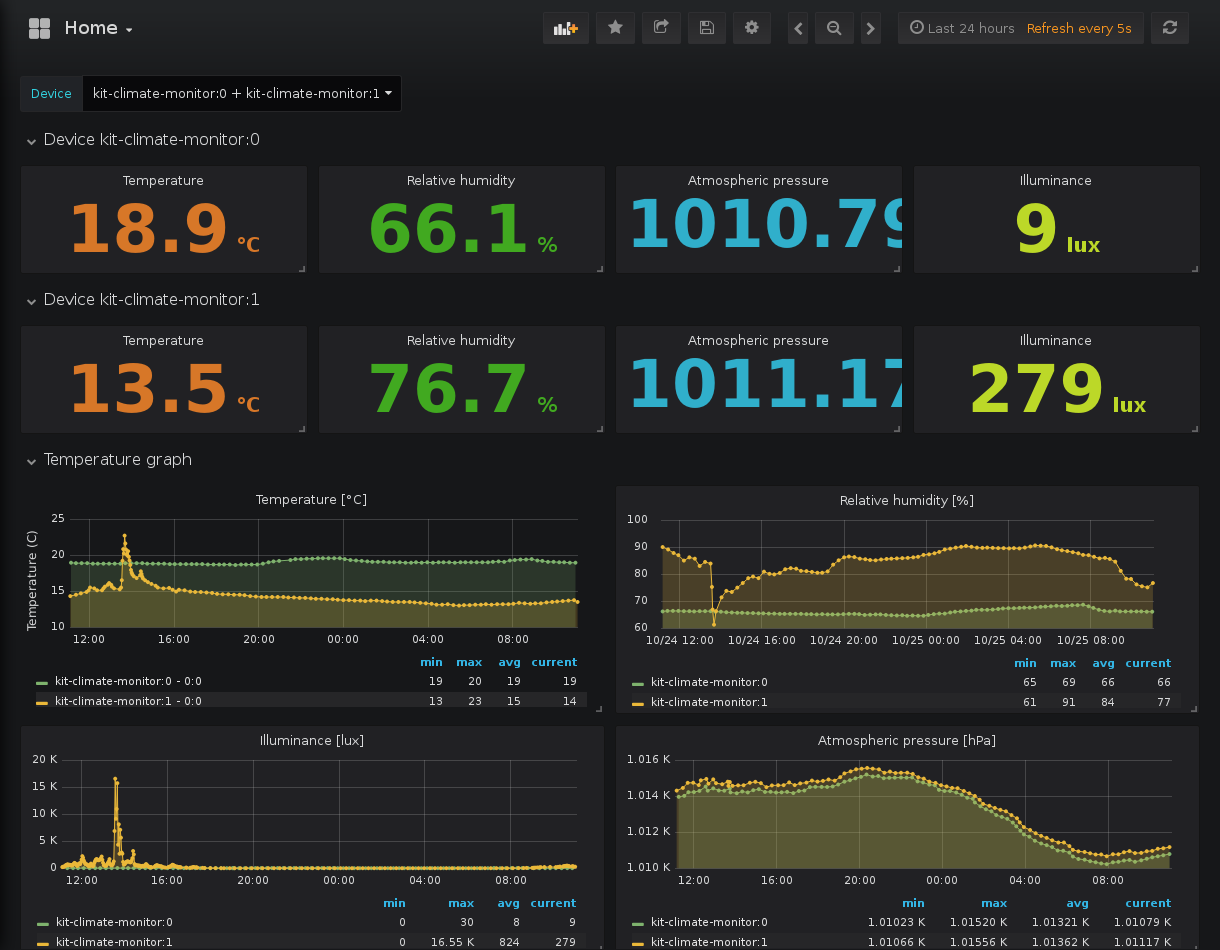 Home
Last 24 hours Refresh every 5s
Device kit-climate-monitor:0 + kit-climate-monitor:1
Device kit-climate-monitor:0
Temperature Relative humidity Atmospheric pressure Illuminance
18.9 °C 66.1 % 1010.79 9 lux
Device kit-climate-monitor:1
Temperature Relative humidity Atmospheric pressure Illuminance
13.5 °C 76.7 % 1011.17 279 lux
Temperature graph
Temperature [°C]
Temperature (C)
25
20
15
10
12:00 16:00 20:00 00:00 04:00 08:00
min max avg current
kit-climate-monitor:0 - 0:0 19 20 19 19
kit-climate-monitor:1 - 0:0 13 23 15 14
Relative humidity [%]
100
90
80
70
60
10/24 12:00 10/24 16:00 10/24 20:00 10/25 00:00 10/25 04:00 10/25 08:00
min max avg current
kit-climate-monitor:0 65 69 66 66
kit-climate-monitor:1 61 91 84 77
Illuminance [lux]
20 K
15 K
10 K
5 K
0
12:00 16:00 20:00 00:00 04:00 08:00
min max avg current
kit-climate-monitor:0 0 30 8 9
kit-climate-monitor:1 0 16.55 K 824 279
Atmospheric pressure [hPa]
1.016 K
1.014 K
1.012 K
1.010 K
12:00 16:00 20:00 00:00 04:00 08:00
min max avg current
kit-climate-monitor:0 1.01023 K 1.01520 K 1.01321 K 1.01079 K
kit-climate-monitor:1 1.01066 K 1.01556 K 1.01362 K 1.01117 K